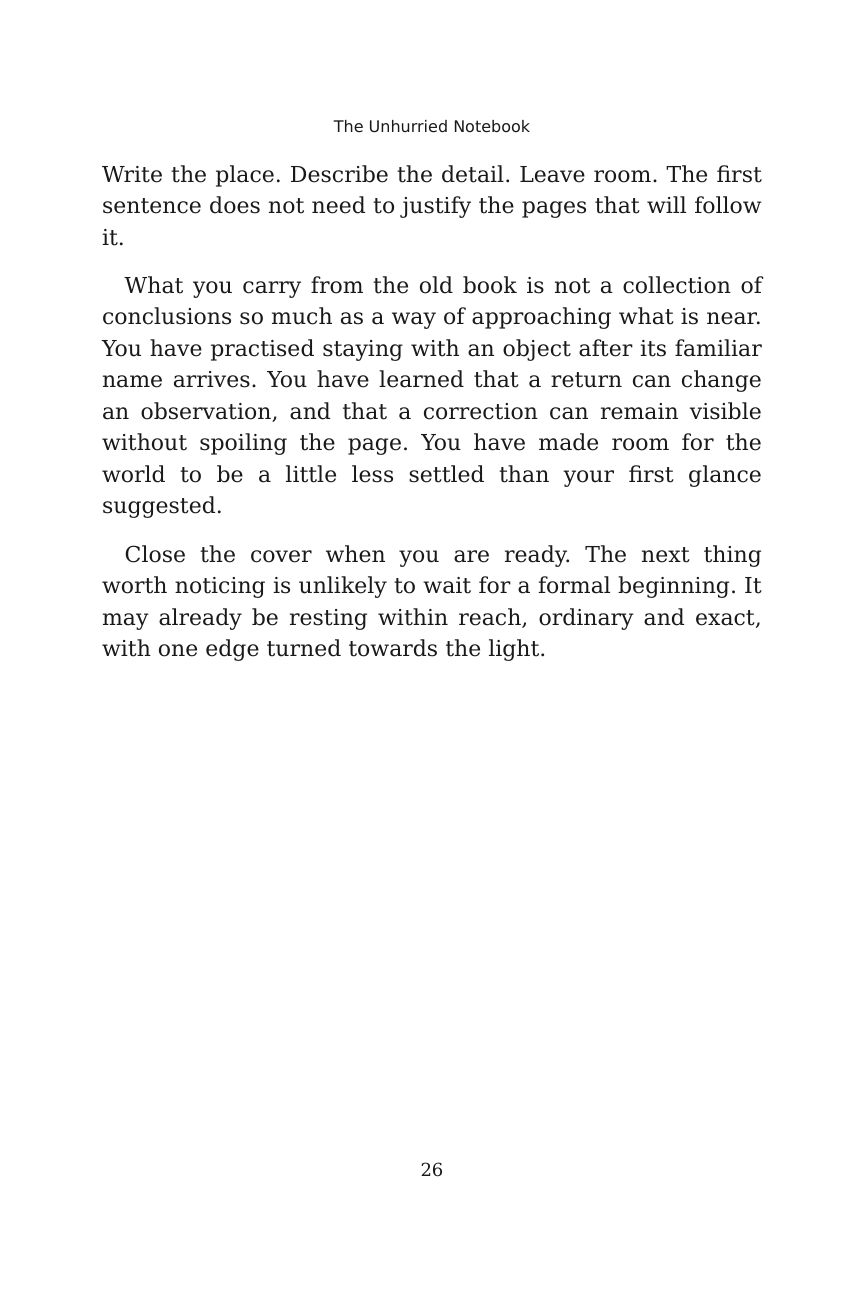 The Unhurried Notebook
Write the place. Describe the detail. Leave room. The first
sentence does not need to justify the pages that will follow
it.
What you carry from the old book is not a collection of
conclusions so much as a way of approaching what is near.
You have practised staying with an object after its familiar
name arrives. You have learned that a return can change
an observation, and that a correction can remain visible
without spoiling the page. You have made room for the
world to be a little less settled than your first glance
suggested.
Close the cover when you are ready. The next thing
worth noticing is unlikely to wait for a formal beginning. It
may already be resting within reach, ordinary and exact,
with one edge turned towards the light.
26